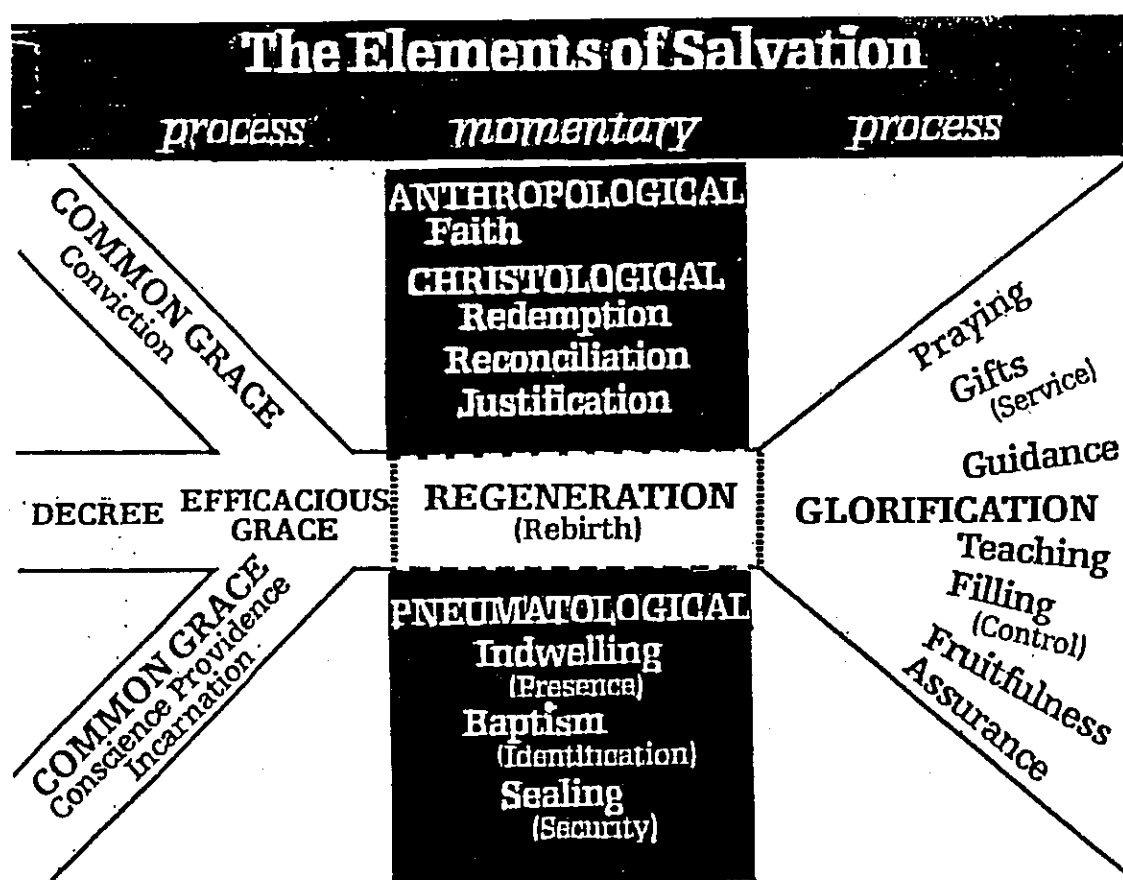 The Elements of Salvation
process momentary process
COMMON GRACE
Conviction
DECREE
EFFICACIOUS
GRACE
COMMON GRACE
Conscience Providence
Incarnation
ANTHROPOLOGICAL
Faith
CHRISTOLOGICAL
Redemption
Reconciliation
Justification
REGENERATION
(Rebirth)
PNEUMATOLOGICAL
Indwelling
(Presence)
Baptism
(Identification)
Sealing
(Security)
Praying
Gifts
(Service)
Guidance
GLORIFICATION
Teaching
Filling
(Control)
Fruitfulness
Assurance